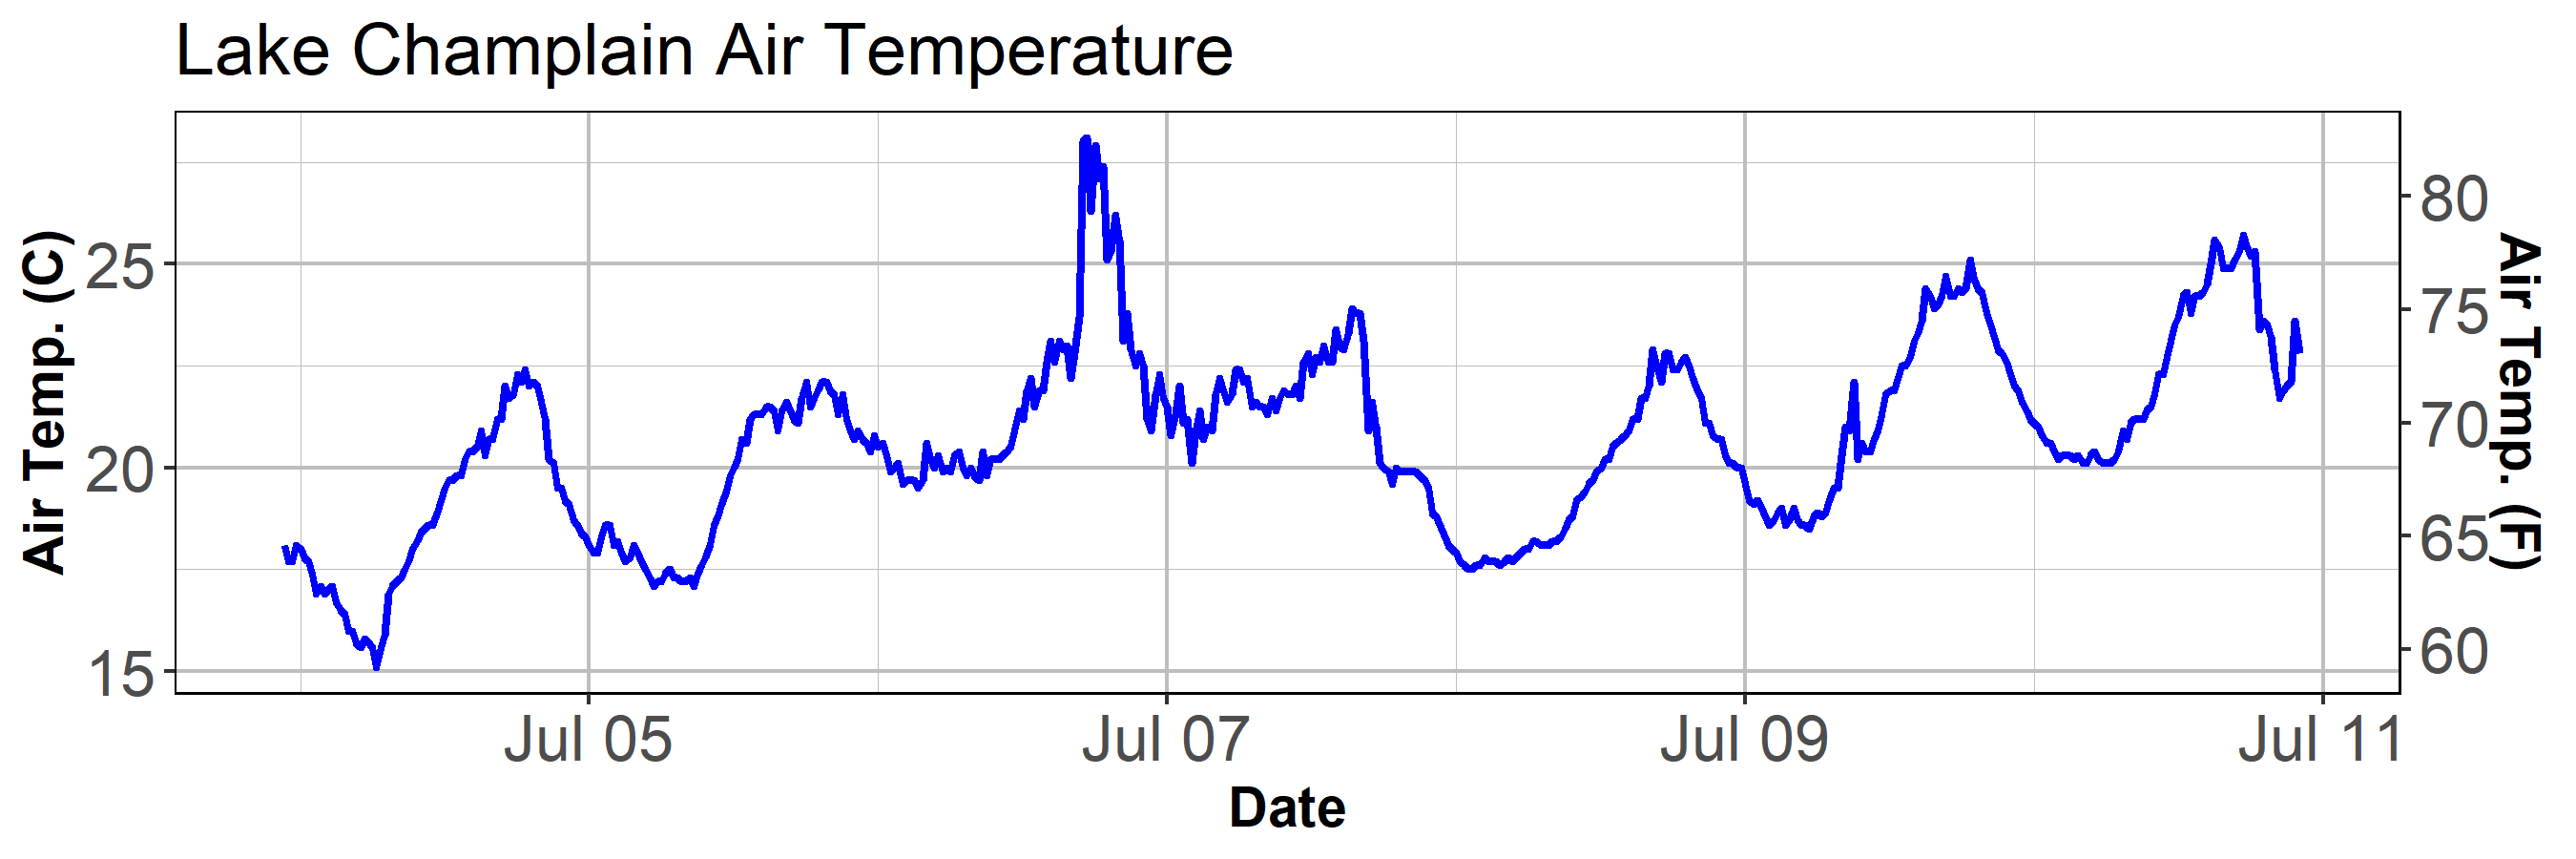 Lake Champlain Air Temperature
Air Temp. (C)
25
20
15
80
75
70
65
60
Air Temp. (F)
Jul 05
Jul 07
Jul 09
Jul 11
Date